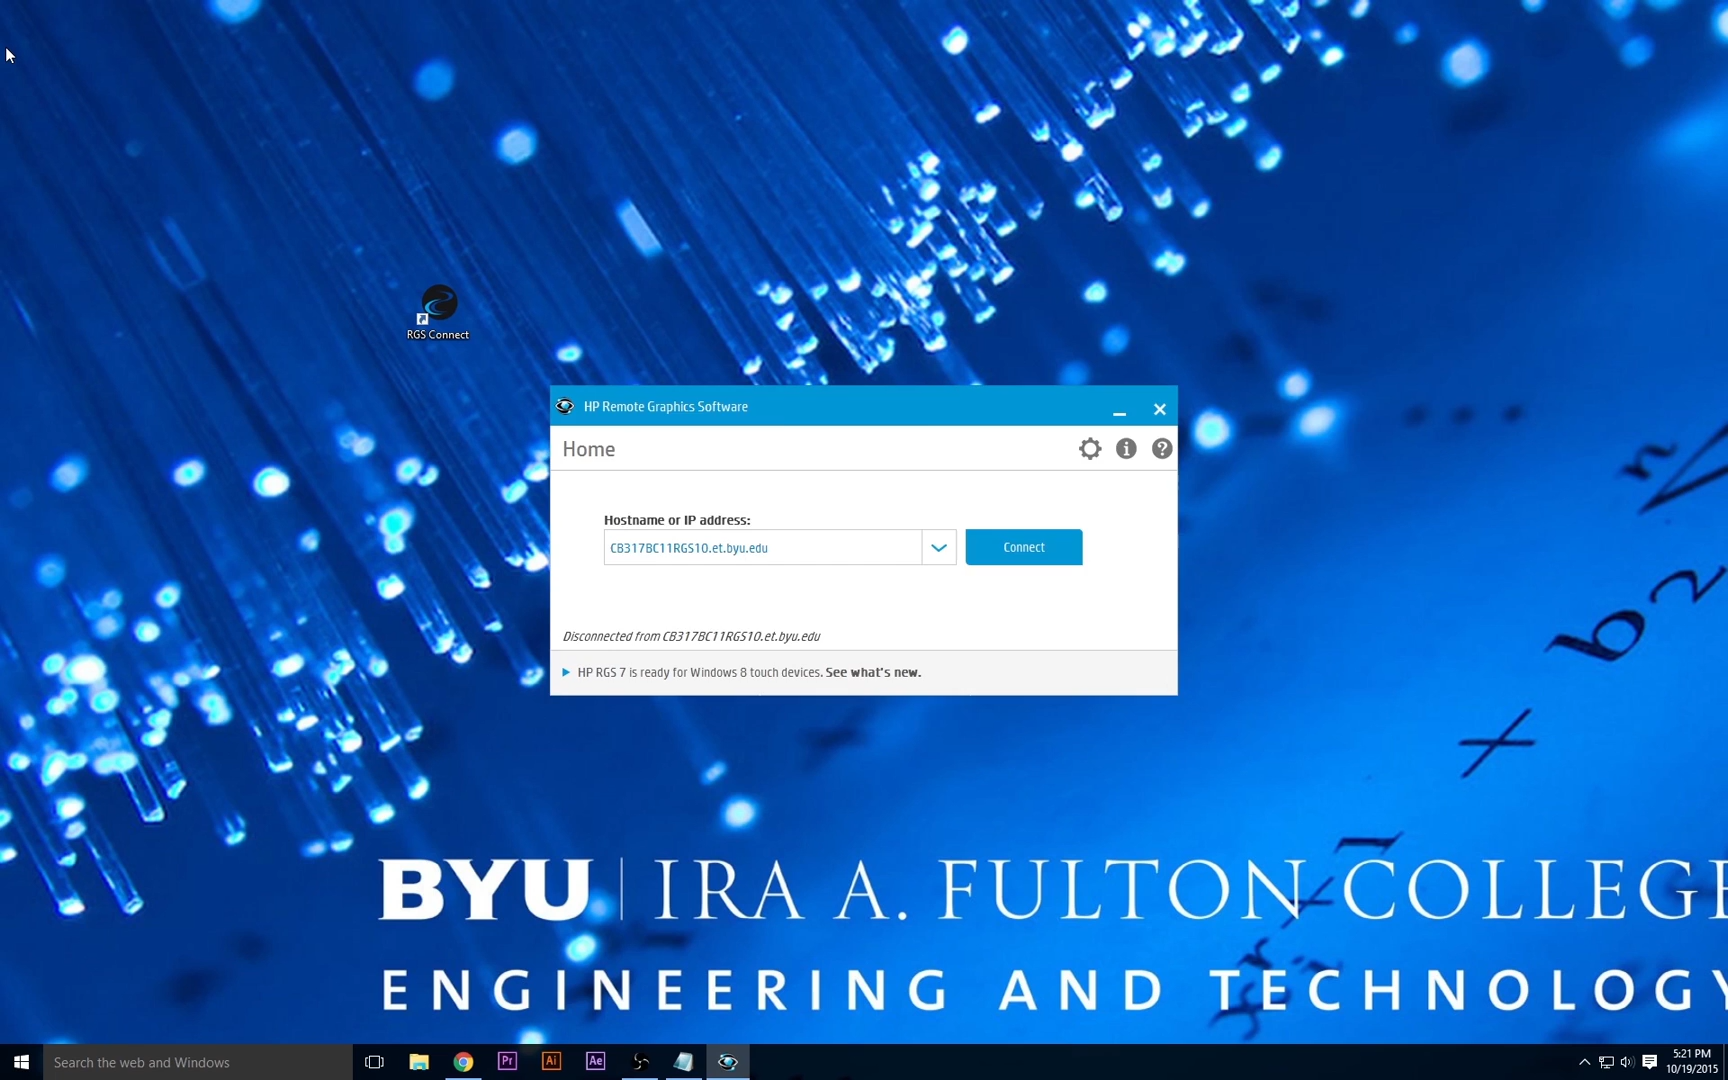 RGS Connect
HP Remote Graphics Software
Home
Hostname or IP address:
CB317BC11RGS10.et.byu.edu
Connect
Disconnected from CB317BC11RGS10.et.byu.edu
HP RGS 7 is ready for Windows 8 touch devices. See what's new.
n
b 2
x
BYU | IRA A. FULTON COLLEGE
ENGINEERING AND TECHNOLOGY
Search the web and Windows
Pr
Ai
Ae
5:21 PM
10/19/2015